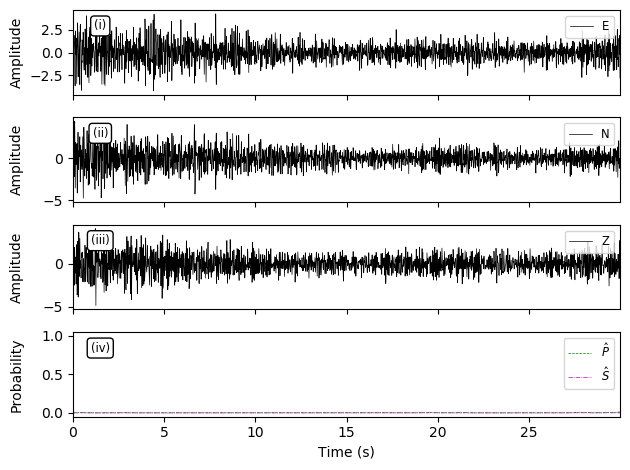 (i)
E
Amplitude
2.5
0.0
−2.5
(ii)
N
Amplitude
0
−5
(iii)
Z
Amplitude
0
−5
(iv)
P̂
Ŝ
Probability
1.0
0.5
0.0
0 5 10 15 20 25
Time (s)